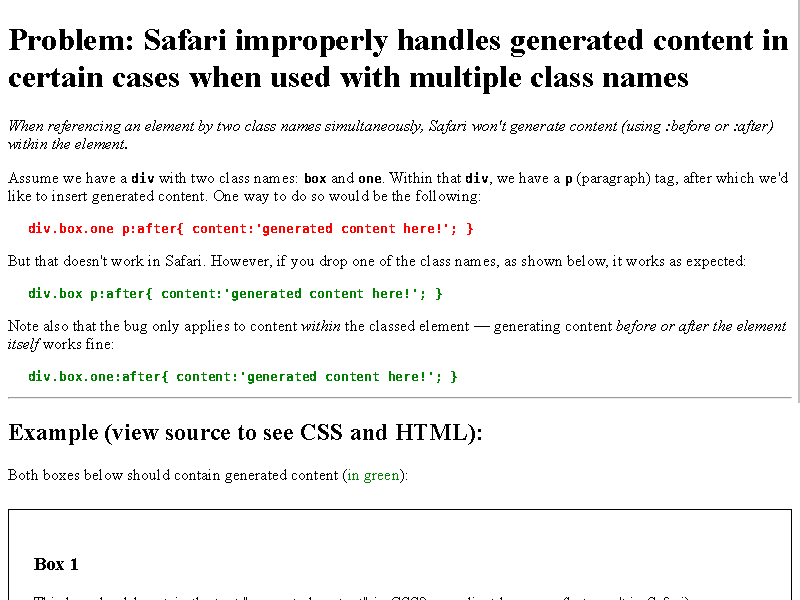 Problem: Safari improperly handles generated content in
certain cases when used with multiple class names
When referencing an element by two class names simultaneously, Safari won't generate content (using :before or :after)
within the element.
Assume we have a div with two class names: box and one. Within that div, we have a p (paragraph) tag, after which we'd
like to insert generated content. One way to do so would be the following:
div.box.one p:after{ content:'generated content here!'; }
But that doesn't work in Safari. However, if you drop one of the class names, as shown below, it works as expected:
div.box p:after{ content:'generated content here!'; }
Note also that the bug only applies to content within the classed element — generating content before or after the element
itself works fine:
div.box.one:after{ content:'generated content here!'; }
Example (view source to see CSS and HTML):
Both boxes below should contain generated content (in green):
Box 1